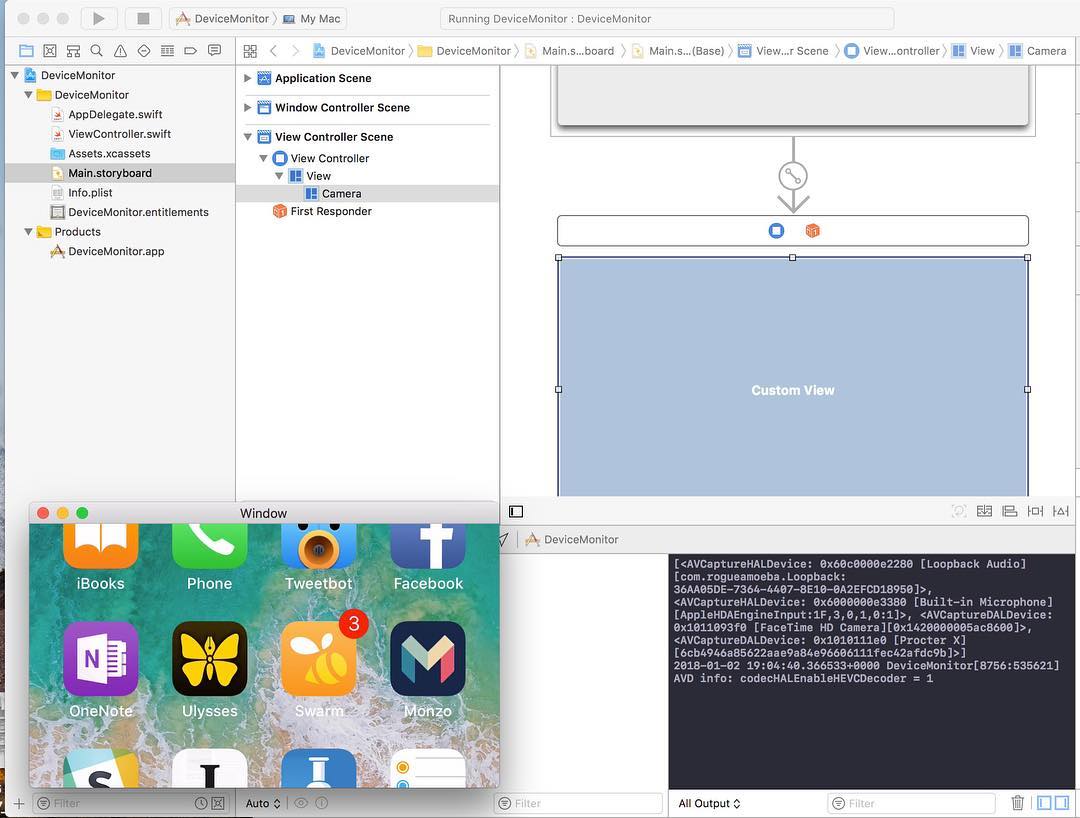 DeviceMonitor 〉 My Mac
Running DeviceMonitor : DeviceMonitor
DeviceMonitor 〉 DeviceMonitor 〉 Main.s...board 〉 Main.s...(Base) 〉 View...r Scene 〉 View...ontroller 〉 View 〉 Camera
DeviceMonitor
DeviceMonitor
AppDelegate.swift
ViewController.swift
Assets.xcassets
Main.storyboard
Info.plist
DeviceMonitor.entitlements
Products
DeviceMonitor.app
Application Scene
Window Controller Scene
View Controller Scene
View Controller
View
Camera
First Responder
Custom View
Window
iBooks
Phone
Tweetbot
Facebook
3
N
OneNote
Ulysses
Swarm
Monzo
S
I
DeviceMonitor
[<AVCaptureHALDevice: 0x60c0000e2280 [Loopback Audio]
[com.rogueamoeba.Loopback:
36AA05DE-7364-4407-8E10-0A2EFCD18950]>,
<AVCaptureHALDevice: 0x6000000e3380 [Built-in Microphone]
[AppleHDAEngineInput:1F,3,0,1,0:1]>, <AVCaptureDALDevice:
0x1011093f0 [FaceTime HD Camera][0x1420000005ac8600]>,
<AVCaptureDALDevice: 0x1010111e0 [Procter X]
[6cb4946a85622aae9a84e96606111fec42afdc9b]>]
2018-01-02 19:04:40.366533+0000 DeviceMonitor[8756:535621]
AVD info: codecHALEnableHEVCDecoder = 1
Filter
Auto
Filter
All Output
Filter